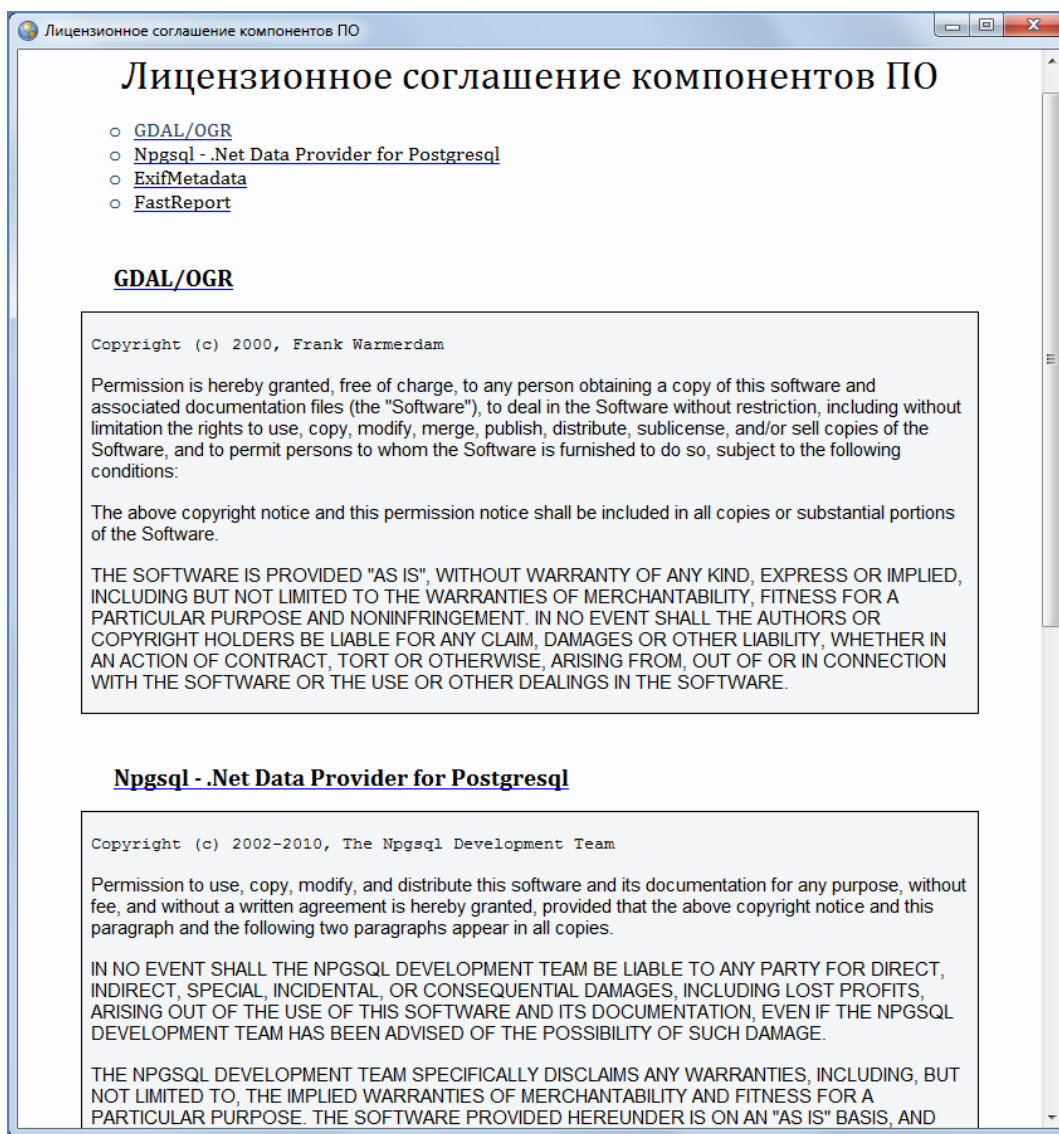 Лицензионное соглашение компонентов ПО
Лицензионное соглашение компонентов ПО
GDAL/OGR
Npgsql - .Net Data Provider for Postgresql
ExifMetadata
FastReport
GDAL/OGR
Copyright (c) 2000, Frank Warmerdam
Permission is hereby granted, free of charge, to any person obtaining a copy of this software and
associated documentation files (the "Software"), to deal in the Software without restriction, including without
limitation the rights to use, copy, modify, merge, publish, distribute, sublicense, and/or sell copies of the
Software, and to permit persons to whom the Software is furnished to do so, subject to the following
conditions:
The above copyright notice and this permission notice shall be included in all copies or substantial portions
of the Software.
THE SOFTWARE IS PROVIDED "AS IS", WITHOUT WARRANTY OF ANY KIND, EXPRESS OR IMPLIED,
INCLUDING BUT NOT LIMITED TO THE WARRANTIES OF MERCHANTABILITY, FITNESS FOR A
PARTICULAR PURPOSE AND NONINFRINGEMENT. IN NO EVENT SHALL THE AUTHORS OR
COPYRIGHT HOLDERS BE LIABLE FOR ANY CLAIM, DAMAGES OR OTHER LIABILITY, WHETHER IN
AN ACTION OF CONTRACT, TORT OR OTHERWISE, ARISING FROM, OUT OF OR IN CONNECTION
WITH THE SOFTWARE OR THE USE OR OTHER DEALINGS IN THE SOFTWARE.
Npgsql - .Net Data Provider for Postgresql
Copyright (c) 2002-2010, The Npgsql Development Team
Permission to use, copy, modify, and distribute this software and its documentation for any purpose, without
fee, and without a written agreement is hereby granted, provided that the above copyright notice and this
paragraph and the following two paragraphs appear in all copies.
IN NO EVENT SHALL THE NPGSQL DEVELOPMENT TEAM BE LIABLE TO ANY PARTY FOR DIRECT,
INDIRECT, SPECIAL, INCIDENTAL, OR CONSEQUENTIAL DAMAGES, INCLUDING LOST PROFITS,
ARISING OUT OF THE USE OF THIS SOFTWARE AND ITS DOCUMENTATION, EVEN IF THE NPGSQL
DEVELOPMENT TEAM HAS BEEN ADVISED OF THE POSSIBILITY OF SUCH DAMAGE.
THE NPGSQL DEVELOPMENT TEAM SPECIFICALLY DISCLAIMS ANY WARRANTIES, INCLUDING, BUT
NOT LIMITED TO, THE IMPLIED WARRANTIES OF MERCHANTABILITY AND FITNESS FOR A
PARTICULAR PURPOSE. THE SOFTWARE PROVIDED HEREUNDER IS ON AN "AS IS" BASIS, AND